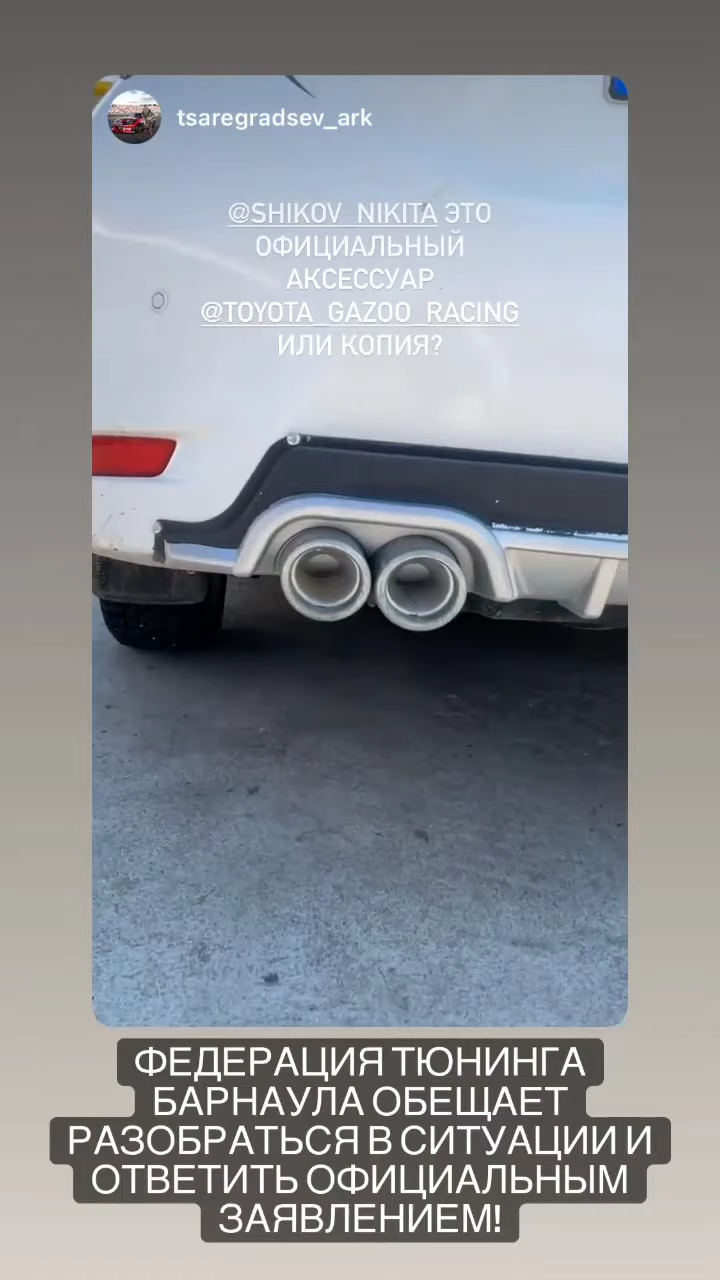 tsaregradsev_ark
@SHIKOV_NIKITA ЭТО
ОФИЦИАЛЬНЫЙ
АКСЕССУАР
@TOYOTA_GAZOO_RACING
ИЛИ КОПИЯ?
ФЕДЕРАЦИЯ ТЮНИНГА
БАРНАУЛА ОБЕЩАЕТ
РАЗОБРАТЬСЯ В СИТУАЦИИ И
ОТВЕТИТЬ ОФИЦИАЛЬНЫМ
ЗАЯВЛЕНИЕМ!